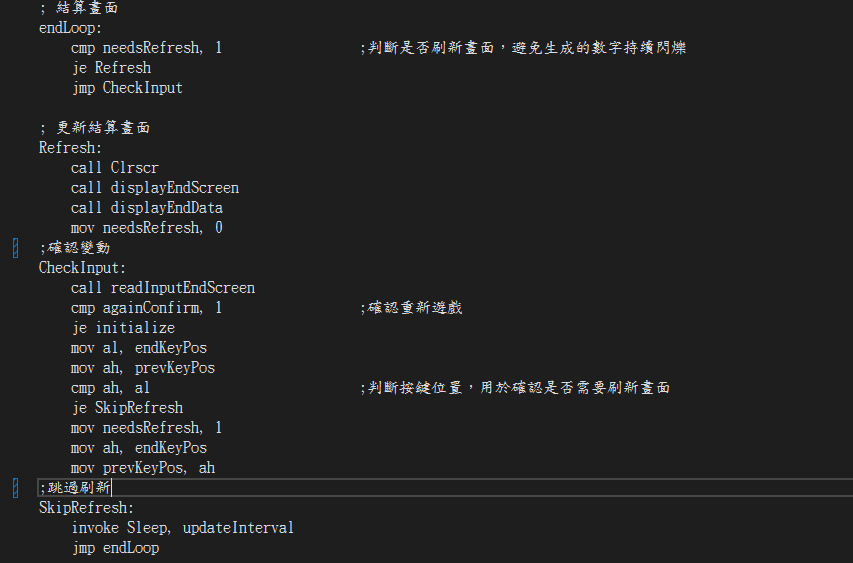 ; 結算畫面
endLoop:
cmp needsRefresh, 1 ;判斷是否刷新畫面，避免生成的數字持續閃爍
je Refresh
jmp CheckInput
; 更新結算畫面
Refresh:
call Clrscr
call displayEndScreen
call displayEndData
mov needsRefresh, 0
;確認變動
CheckInput:
call readInputEndScreen
cmp againConfirm, 1 ;確認重新遊戲
je initialize
mov al, endKeyPos
mov ah, prevKeyPos
cmp ah, al ;判斷按鍵位置，用於確認是否需要刷新畫面
je SkipRefresh
mov needsRefresh, 1
mov ah, endKeyPos
mov prevKeyPos, ah
;跳過刷新
SkipRefresh:
invoke Sleep, updateInterval
jmp endLoop